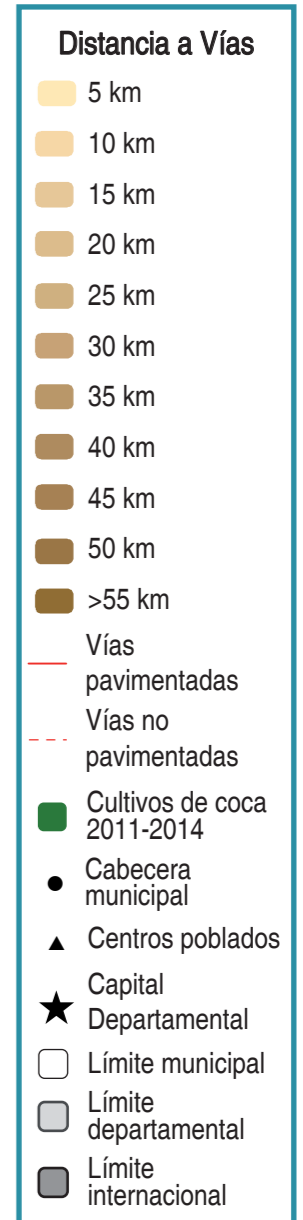 Distancia a Vías
5 km
10 km
15 km
20 km
25 km
30 km
35 km
40 km
45 km
50 km
>55 km
Vías
pavimentadas
Vías no
pavimentadas
Cultivos de coca
2011-2014
Cabecera
municipal
Centros poblados
Capital
Departamental
Límite municipal
Límite
departamental
Límite
internacional